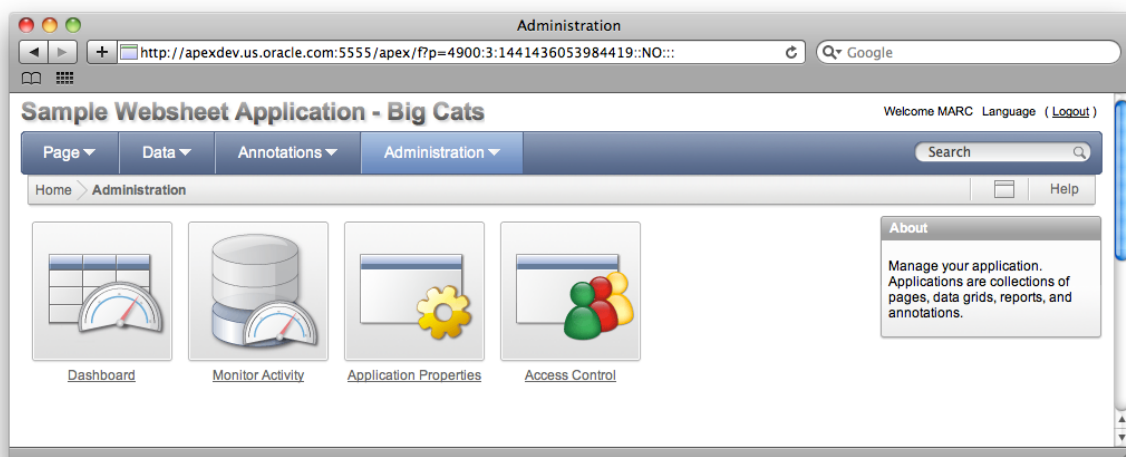 Administration
http://apexdev.us.oracle.com:5555/apex/f?p=4900:3:1441436053984419::NO:::
Google
Sample Websheet Application - Big Cats
Welcome MARC Language ( Logout )
Page Data Annotations Administration
Search
Home Administration
Help
About
Manage your application.
Applications are collections of
pages, data grids, reports, and
annotations.
Dashboard Monitor Activity Application Properties Access Control